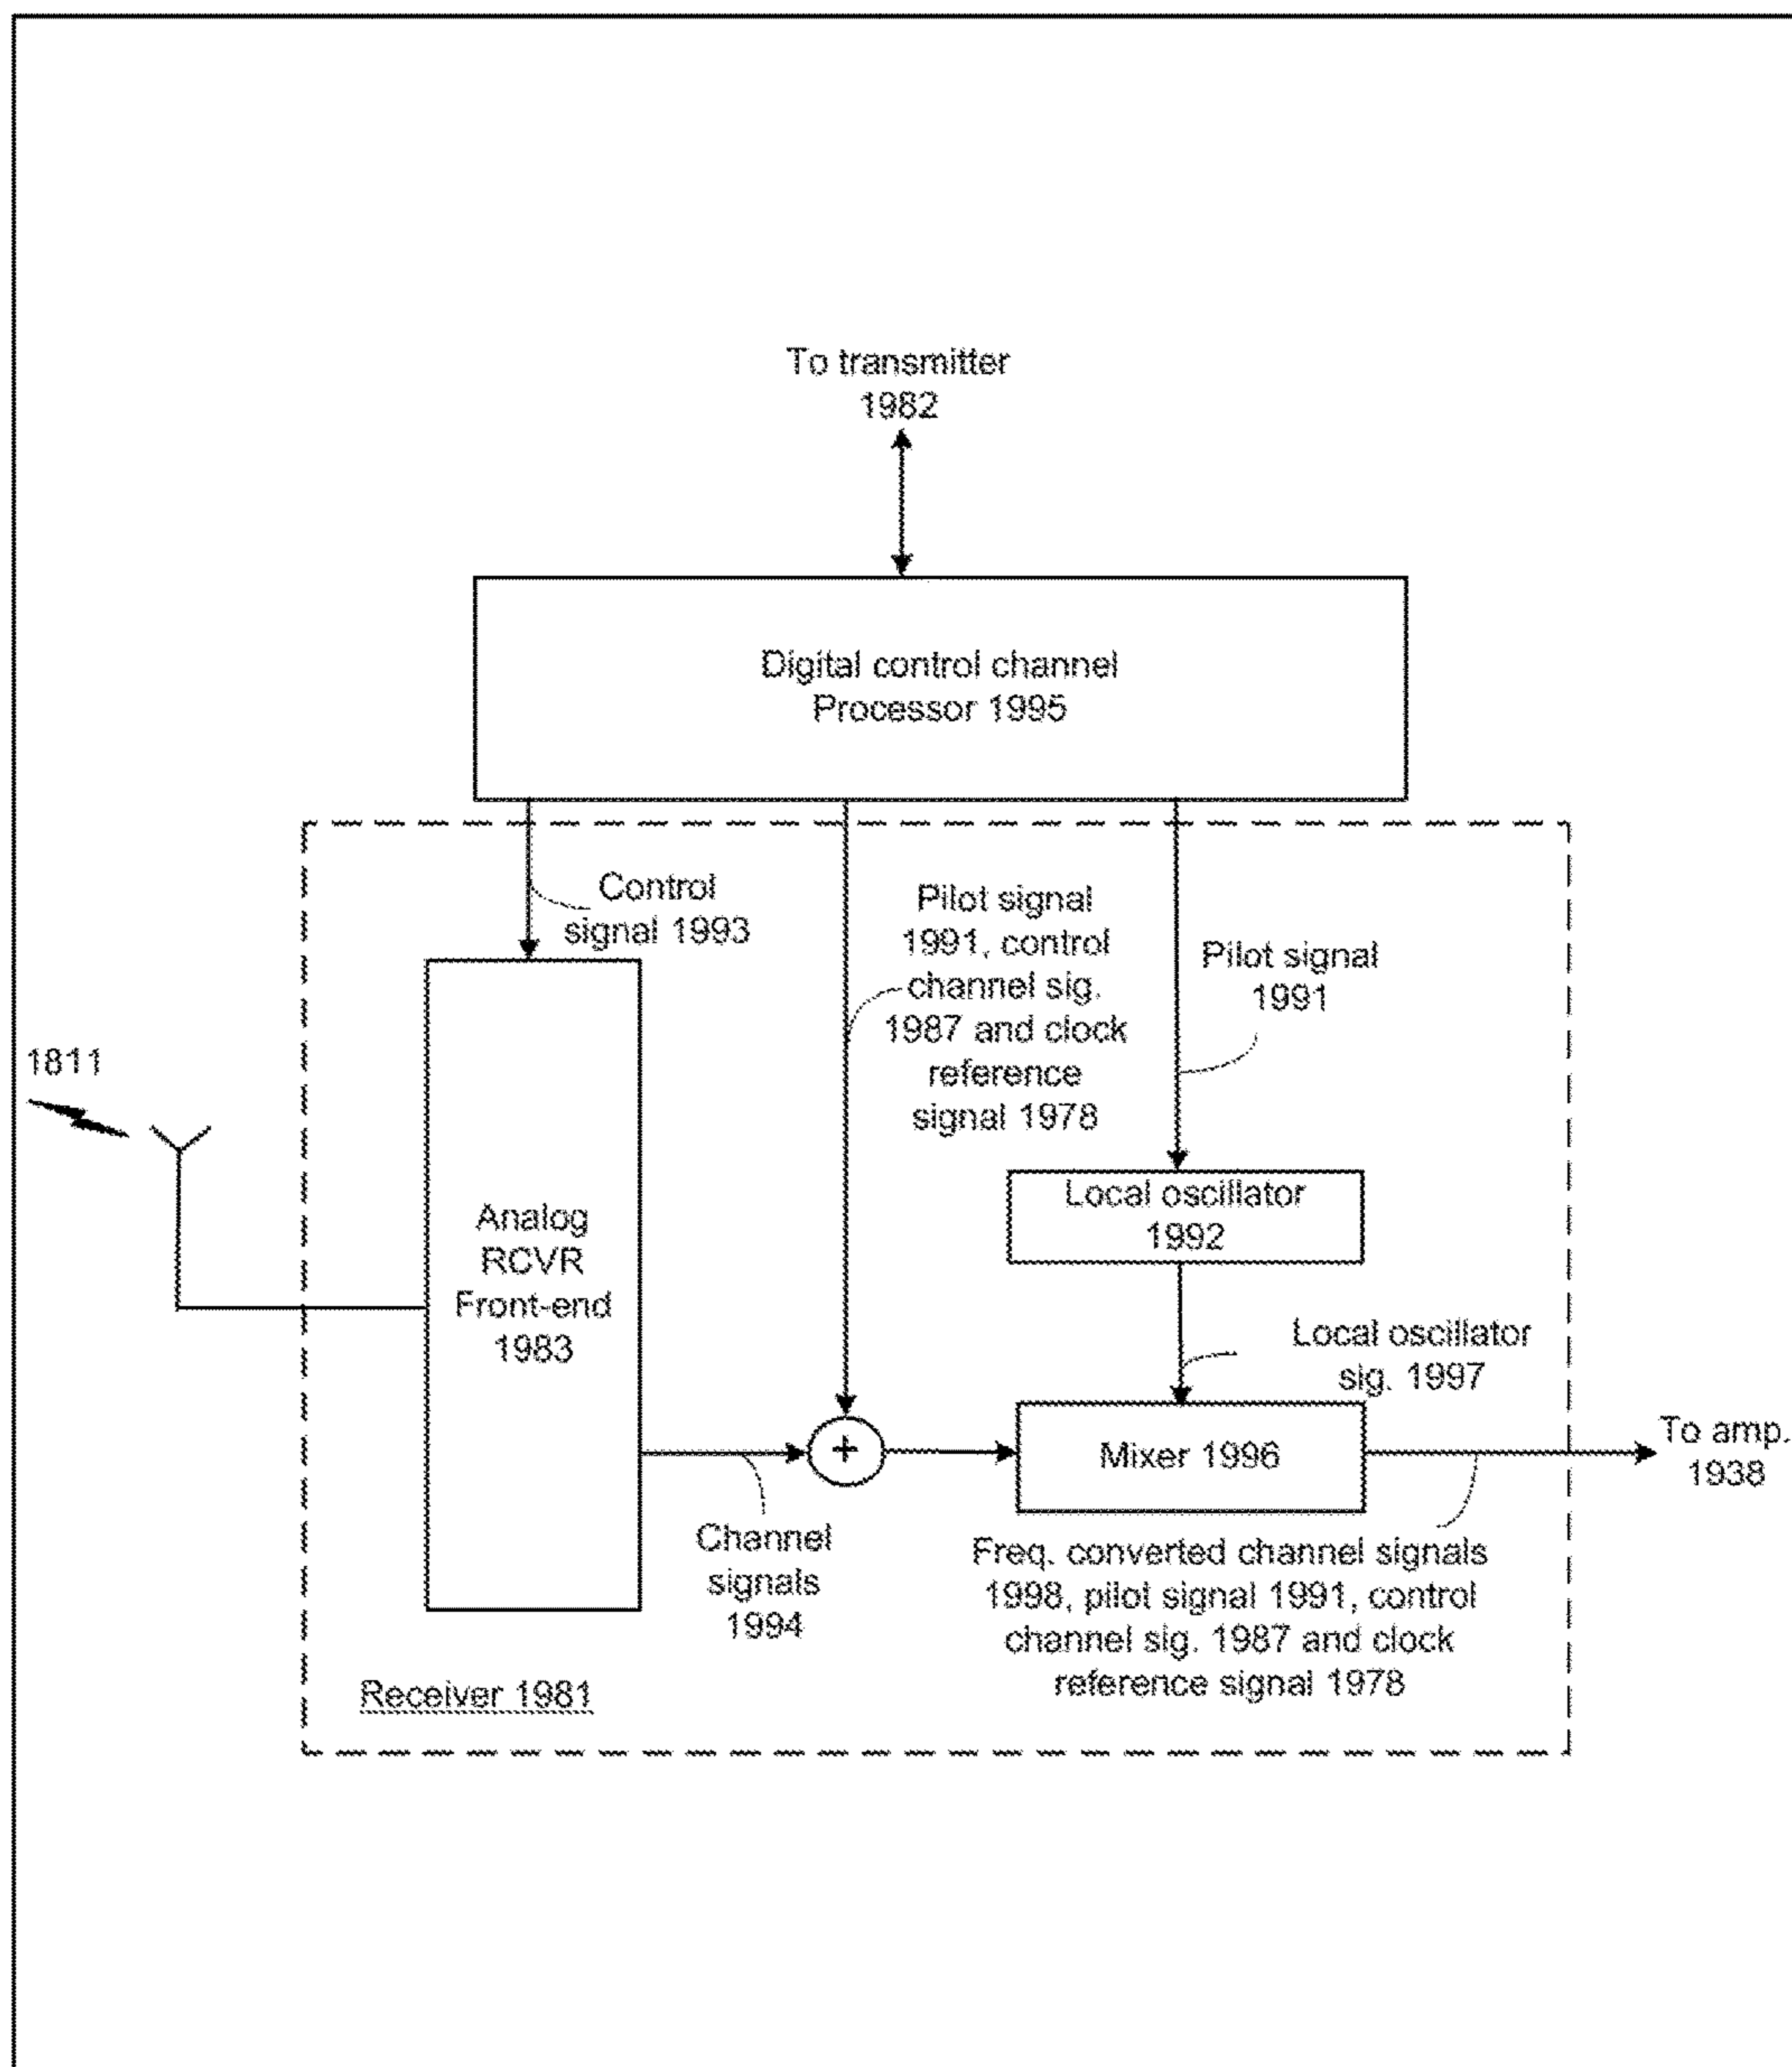 To transmitter
1982
Digital control channel
Processor 1995
Control
signal 1993
Pilot signal
1991, control
channel sig.
1987 and clock
reference
signal 1978
Pilot signal
1991
1811
Analog
RCVR
Front-end
1983
Local oscillator
1992
Local oscillator
sig. 1997
+
Mixer 1996
To amp.
1938
Channel
signals
1994
Freq. converted channel signals
1998, pilot signal 1991, control
channel sig. 1987 and clock
reference signal 1978
Receiver 1981